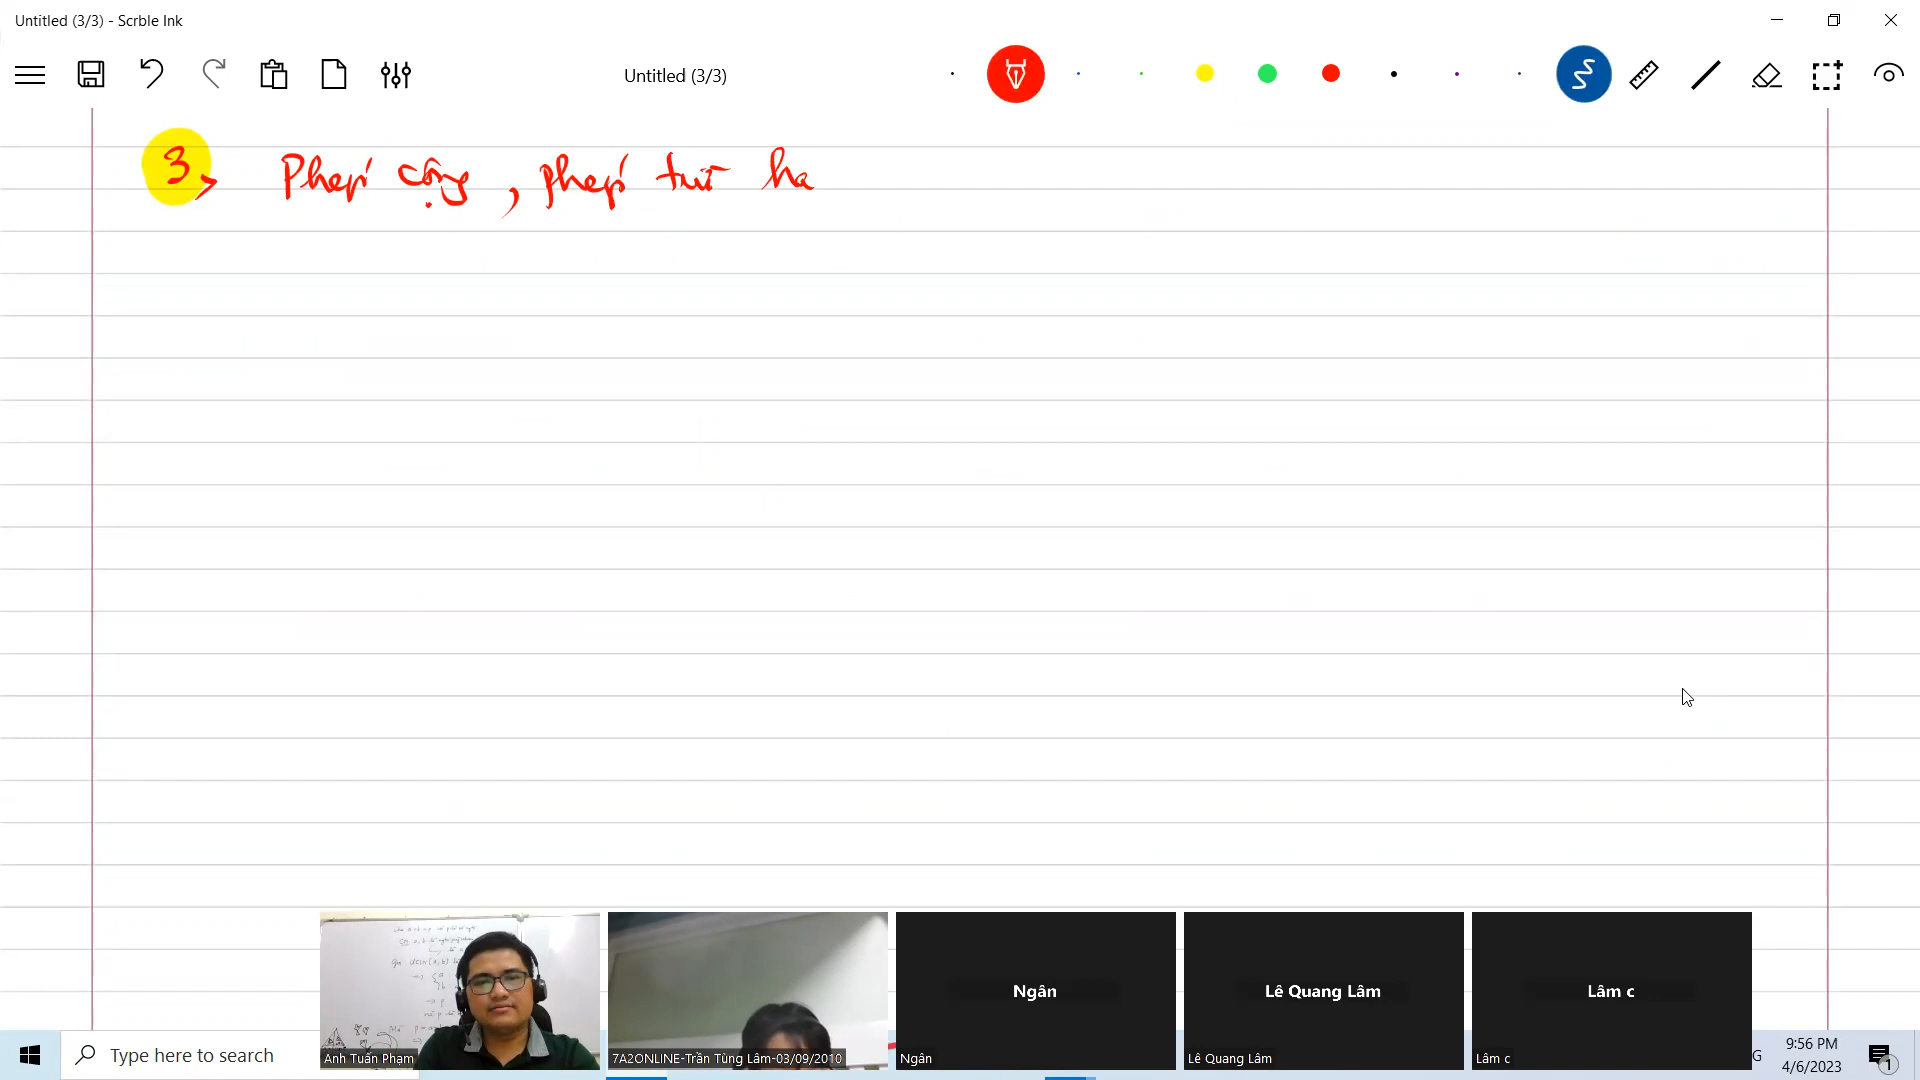 Untitled (3/3) - Scrble Ink
Untitled (3/3)
3, Phép cộng, phép trừ ha
Anh Tuấn Phạm
7A2ONLINE-Trần Tùng Lâm-03/09/2010
Ngân
Ngân
Lê Quang Lâm
Lê Quang Lâm
Lâm c
Lâm c
Type here to search
G
9:56 PM
4/6/2023
1